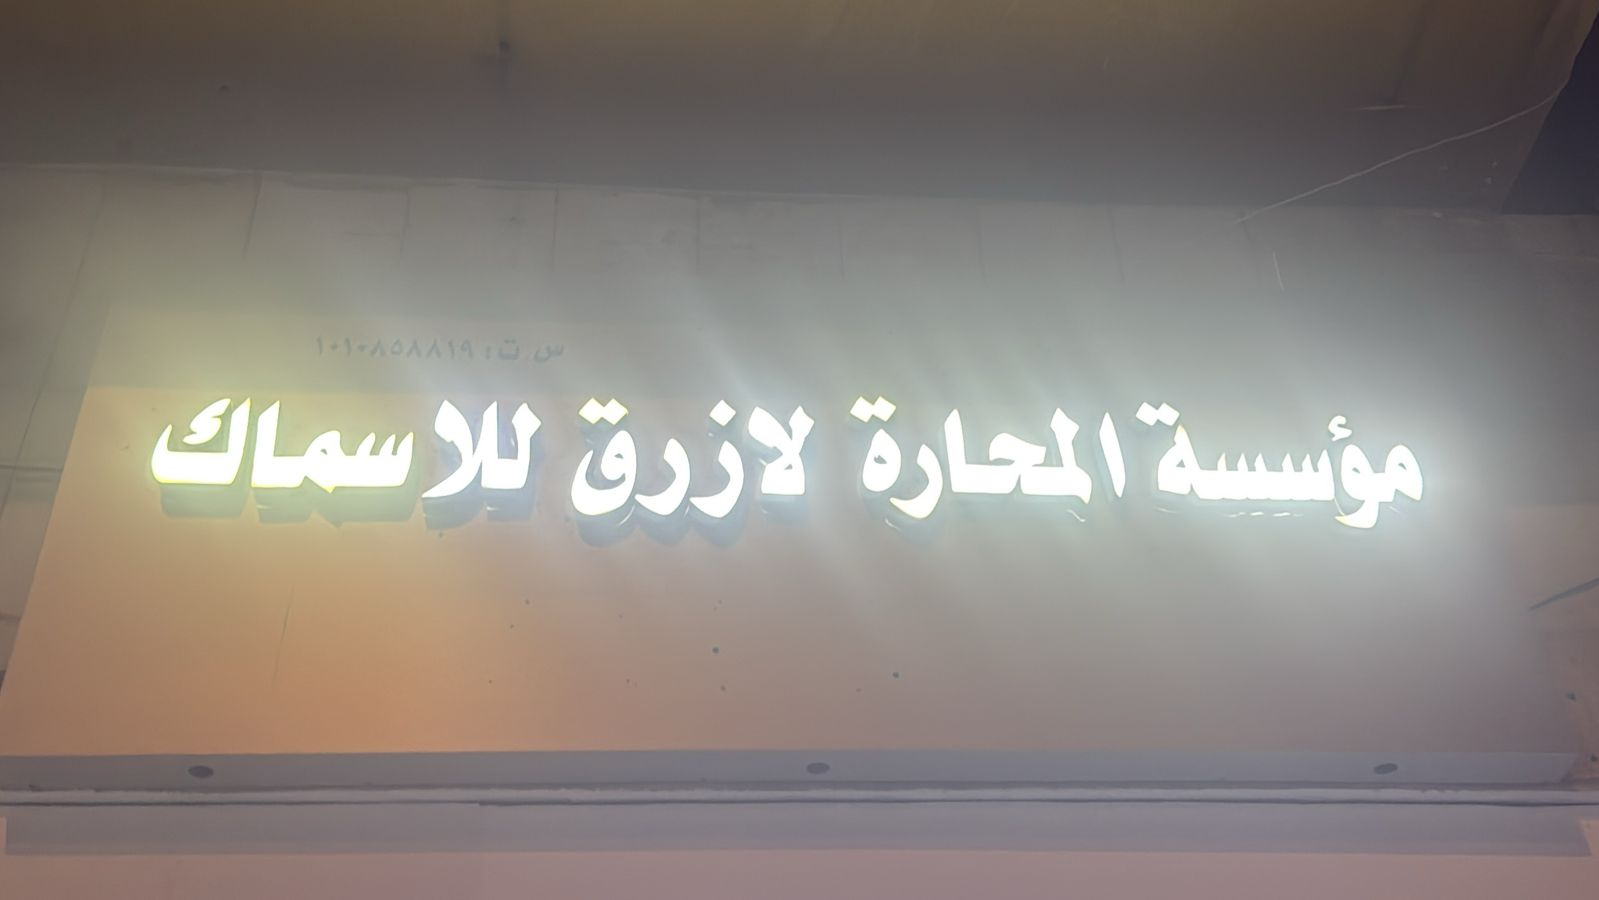 س ت : ١٠١٠٨٥٨٨١٩
مؤسسة المحارة لازرق للاسماك